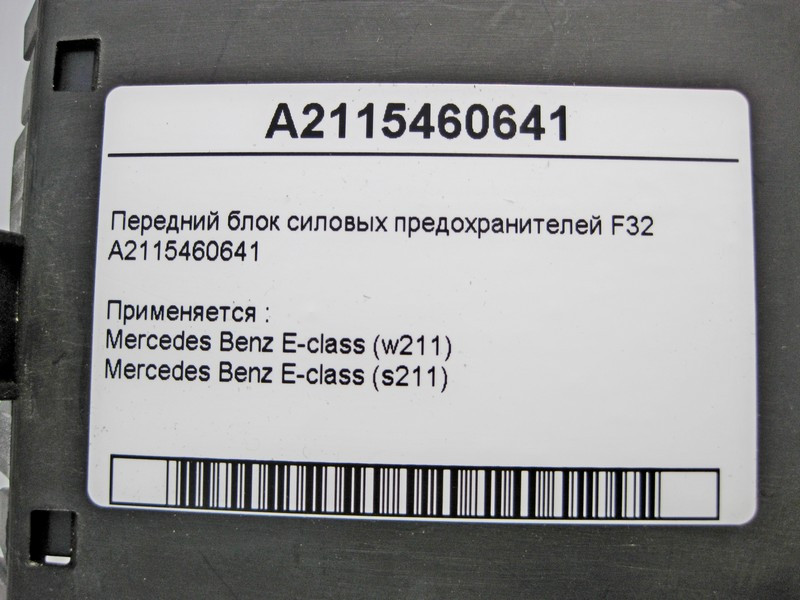 A2115460641
Передний блок силовых предохранителей F32
A2115460641
Применяется :
Mercedes Benz E-class (w211)
Mercedes Benz E-class (s211)